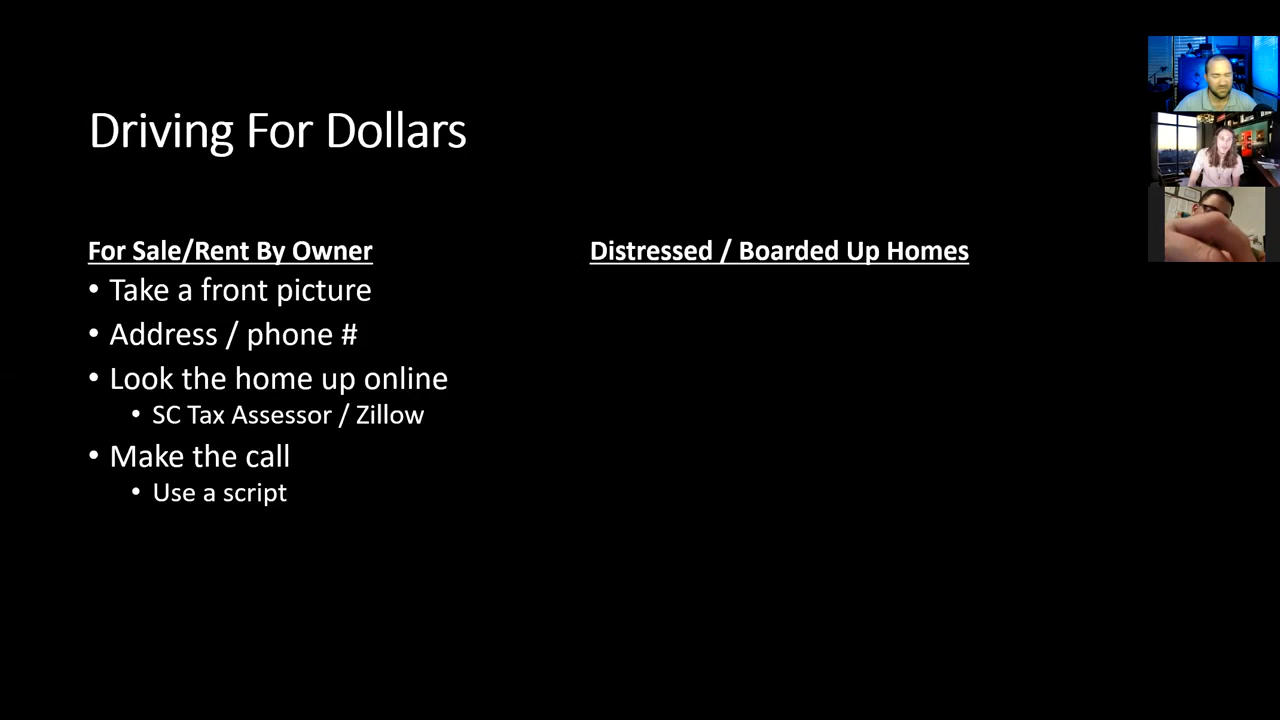 Driving For Dollars
For Sale/Rent By Owner
• Take a front picture
• Address / phone #
• Look the home up online
• SC Tax Assessor / Zillow
• Make the call
• Use a script
Distressed / Boarded Up Homes